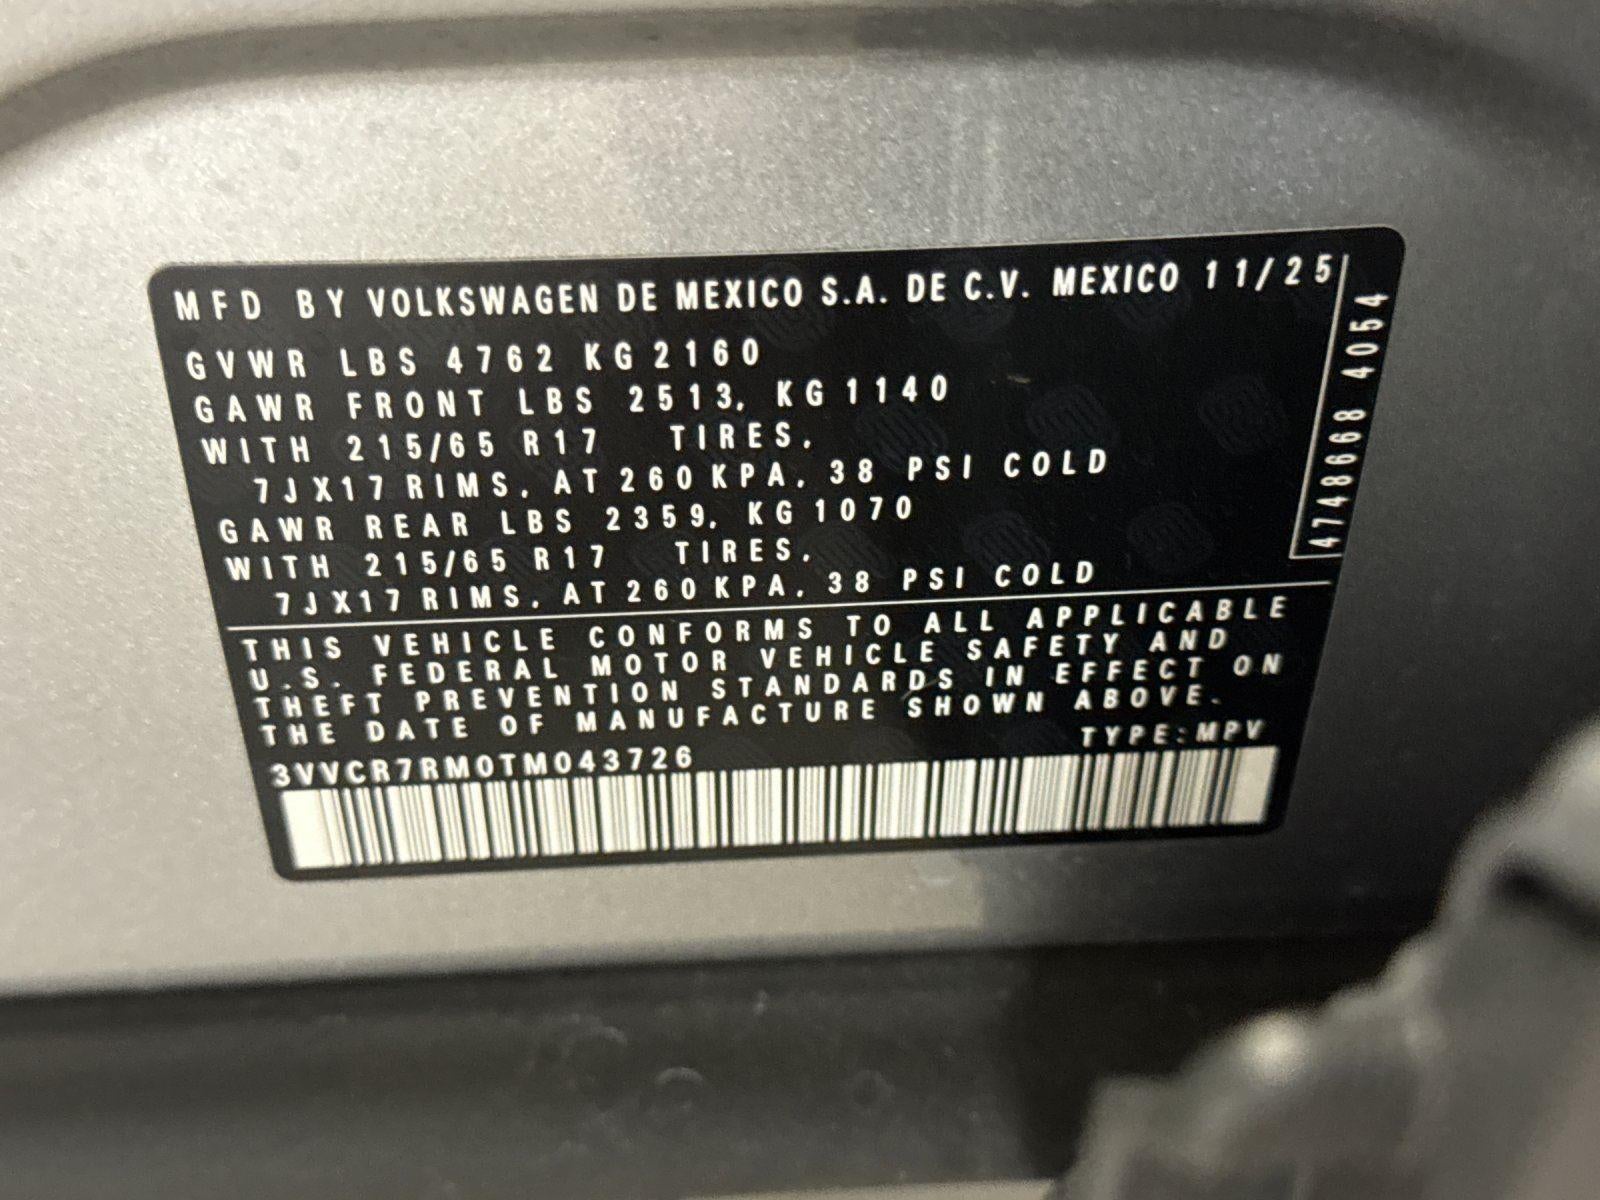 MFD BY VOLKSWAGEN DE MEXICO S.A. DE C.V. MEXICO 11/25
GVWR LBS 4762 KG 2160
GAWR FRONT LBS 2513, KG 1140
WITH 215/65 R17 TIRES,
7JX17 RIMS, AT 260 KPA, 38 PSI COLD
GAWR REAR LBS 2359, KG 1070
WITH 215/65 R17 TIRES,
7JX17 RIMS, AT 260 KPA, 38 PSI COLD
4748668 4054
THIS VEHICLE CONFORMS TO ALL APPLICABLE
U.S. FEDERAL MOTOR VEHICLE SAFETY AND
THEFT PREVENTION STANDARDS IN EFFECT ON
THE DATE OF MANUFACTURE SHOWN ABOVE.
TYPE:MPV
3VVCR7RM0TM043726